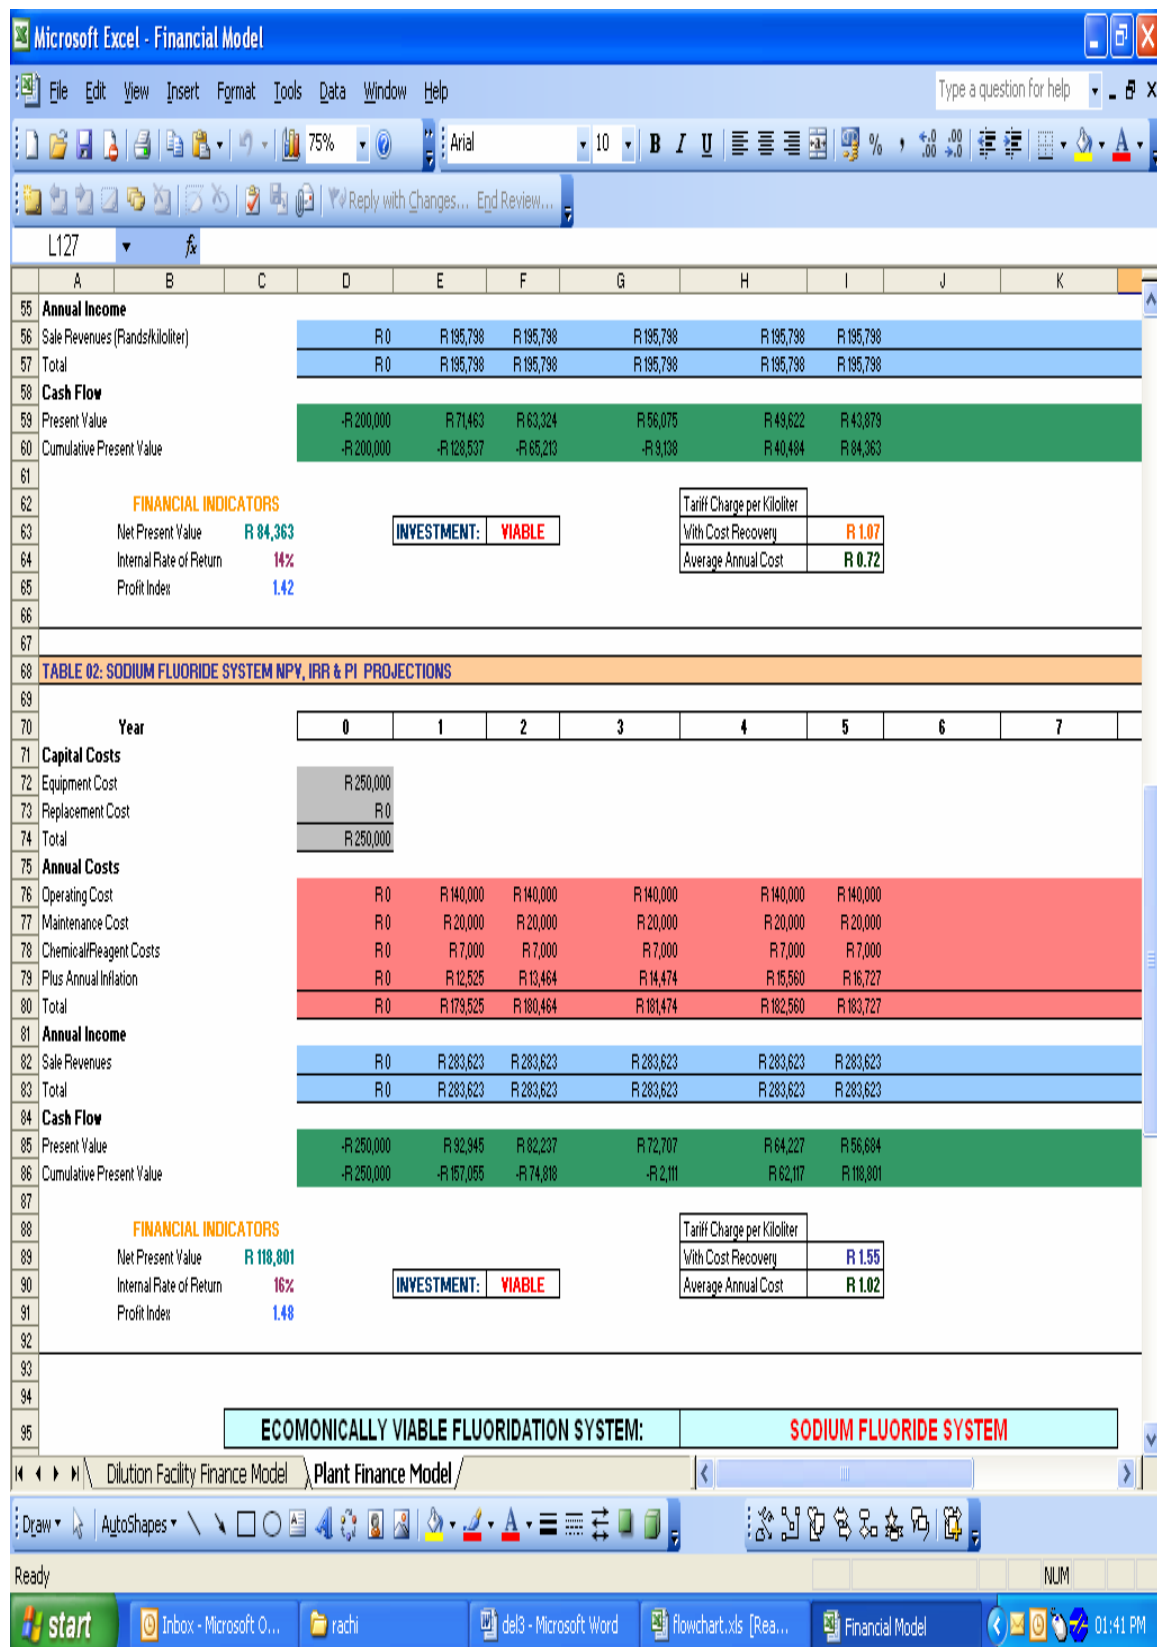 Microsoft Excel - Financial Model
File Edit View Insert Format Tools Data Window Help Type a question for help
75% Arial 10 B I U % ,
Reply with Changes... End Review...
L127 fx
A B C D E F G H I J K
55 Annual Income
56 Sale Revenues (Rands/kiloliter) R 0 R 195,798 R 195,798 R 195,798 R 195,798 R 195,798
57 Total R 0 R 195,798 R 195,798 R 195,798 R 195,798 R 195,798
58 Cash Flow
59 Present Value -R 200,000 R 71,463 R 63,324 R 56,075 R 49,622 R 43,879
60 Cumulative Present Value -R 200,000 -R 128,537 -R 65,213 -R 9,138 R 40,484 R 84,363
61
62 FINANCIAL INDICATORS Tariff Charge per Kiloliter
63 Net Present Value R 84,363 INVESTMENT: VIABLE With Cost Recovery R 1.07
64 Internal Rate of Return 14% Average Annual Cost R 0.72
65 Profit Index 1.42
66
67
68 TABLE 02: SODIUM FLUORIDE SYSTEM NPV, IRR & PI PROJECTIONS
69
70 Year 0 1 2 3 4 5 6 7
71 Capital Costs
72 Equipment Cost R 250,000
73 Replacement Cost R 0
74 Total R 250,000
75 Annual Costs
76 Operating Cost R 0 R 140,000 R 140,000 R 140,000 R 140,000 R 140,000
77 Maintenance Cost R 0 R 20,000 R 20,000 R 20,000 R 20,000 R 20,000
78 Chemical/Reagent Costs R 0 R 7,000 R 7,000 R 7,000 R 7,000 R 7,000
79 Plus Annual Inflation R 0 R 12,525 R 13,464 R 14,474 R 15,560 R 16,727
80 Total R 0 R 179,525 R 180,464 R 181,474 R 182,560 R 183,727
81 Annual Income
82 Sale Revenues R 0 R 283,623 R 283,623 R 283,623 R 283,623 R 283,623
83 Total R 0 R 283,623 R 283,623 R 283,623 R 283,623 R 283,623
84 Cash Flow
85 Present Value -R 250,000 R 92,945 R 82,237 R 72,707 R 64,227 R 56,684
86 Cumulative Present Value -R 250,000 -R 157,055 -R 74,818 -R 2,111 R 62,117 R 118,801
87
88 FINANCIAL INDICATORS Tariff Charge per Kiloliter
89 Net Present Value R 118,801 With Cost Recovery R 1.55
90 Internal Rate of Return 16% INVESTMENT: VIABLE Average Annual Cost R 1.02
91 Profit Index 1.48
92
93
94
95 ECOMONICALLY VIABLE FLUORIDATION SYSTEM: SODIUM FLUORIDE SYSTEM
Dilution Facility Finance Model Plant Finance Model
Draw AutoShapes
Ready NUM
start Inbox - Microsoft O... rachi del3 - Microsoft Word flowchart.xls [Rea... Financial Model 01:41 PM